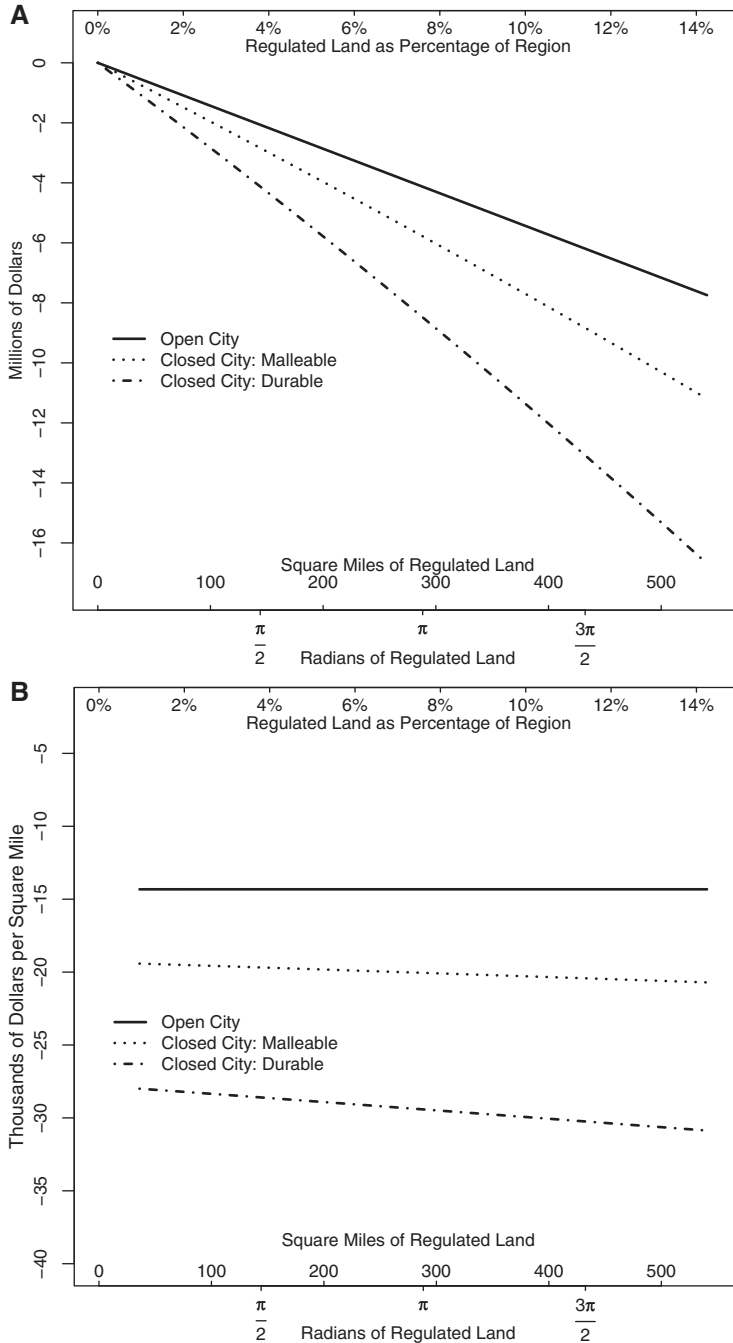 A
0% 2% 4% 6% 8% 10% 12% 14%
Regulated Land as Percentage of Region
Millions of Dollars
0
−2
−4
−6
−8
−10
−12
−14
−16
Open City
Closed City: Malleable
Closed City: Durable
Square Miles of Regulated Land
0 100 200 300 400 500
π/2 π 3π/2
Radians of Regulated Land
B
0% 2% 4% 6% 8% 10% 12% 14%
Regulated Land as Percentage of Region
Thousands of Dollars per Square Mile
−5
−10
−15
−20
−25
−30
−35
−40
Open City
Closed City: Malleable
Closed City: Durable
Square Miles of Regulated Land
0 100 200 300 400 500
π/2 π 3π/2
Radians of Regulated Land